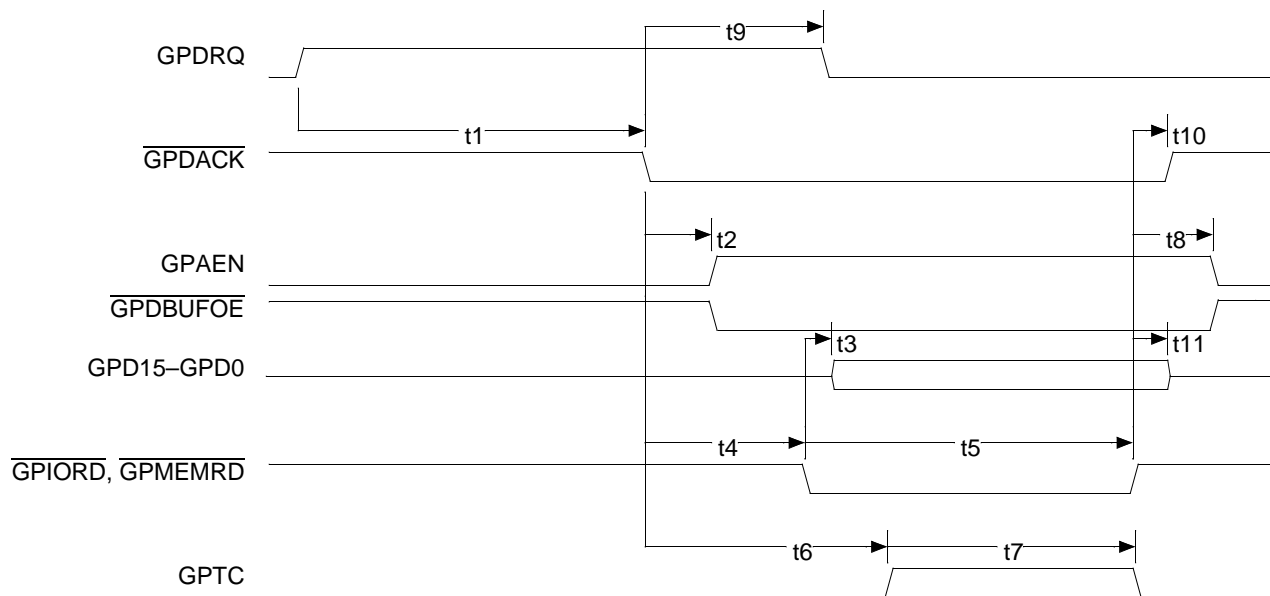 t9
GPDRQ
t1
t10
GPDACK
t2
t8
GPAEN
GPDBUFOE
t3
t11
GPD15–GPD0
t4
t5
GPIORD, GPMEMRD
t6
t7
GPTC